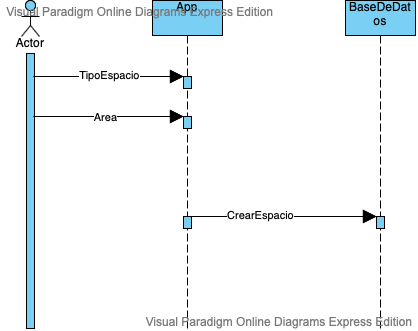 Visual Paradigm Online Diagrams Express Edition
App
BaseDeDat
os
Actor
TipoEspacio
Area
CrearEspacio
Visual Paradigm Online Diagrams Express Edition